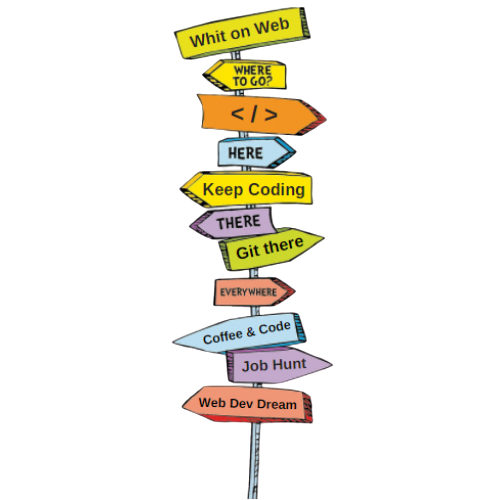 Whit on Web
WHERE
TO GO?
</>
HERE
Keep Coding
THERE
Git there
EVERYWHERE
Coffee & Code
Job Hunt
Web Dev Dream